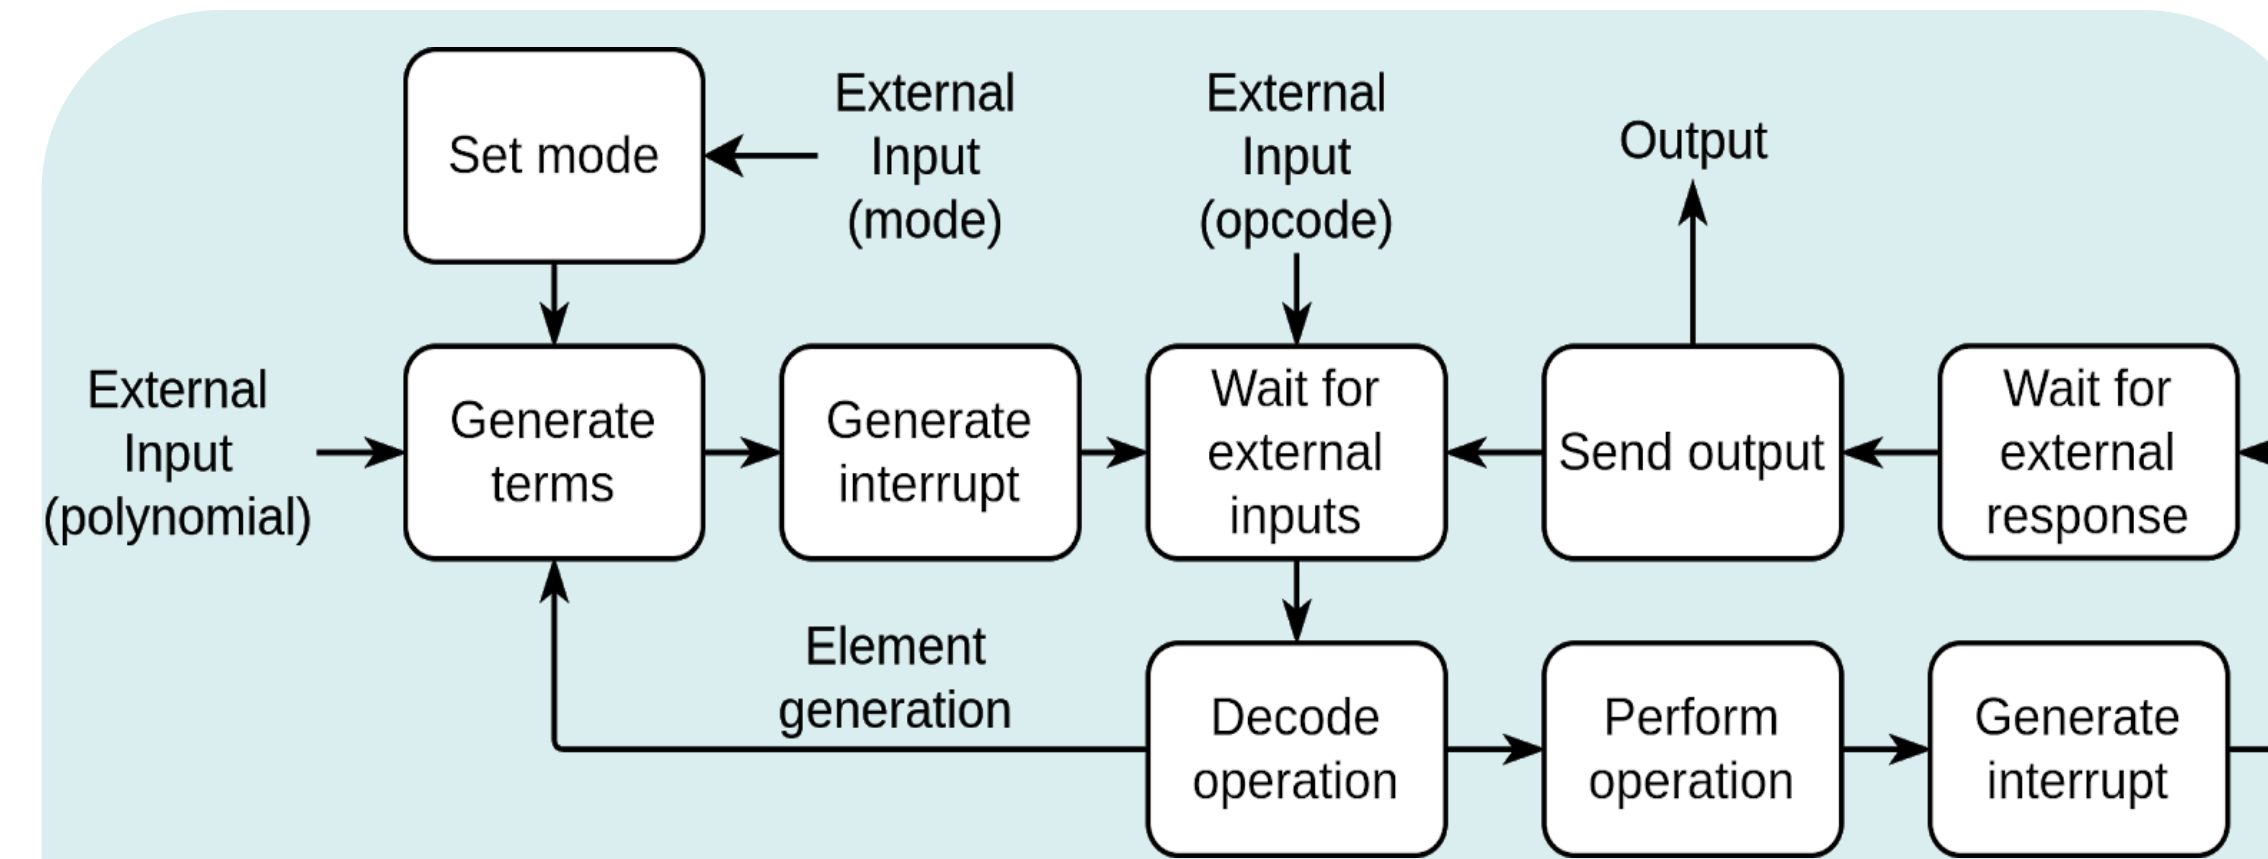 Set mode
External
Input
(mode)
External
Input
(opcode)
Output
External
Input
(polynomial)
Generate
terms
Generate
interrupt
Wait for
external
inputs
Send output
Wait for
external
response
Element
generation
Decode
operation
Perform
operation
Generate
interrupt